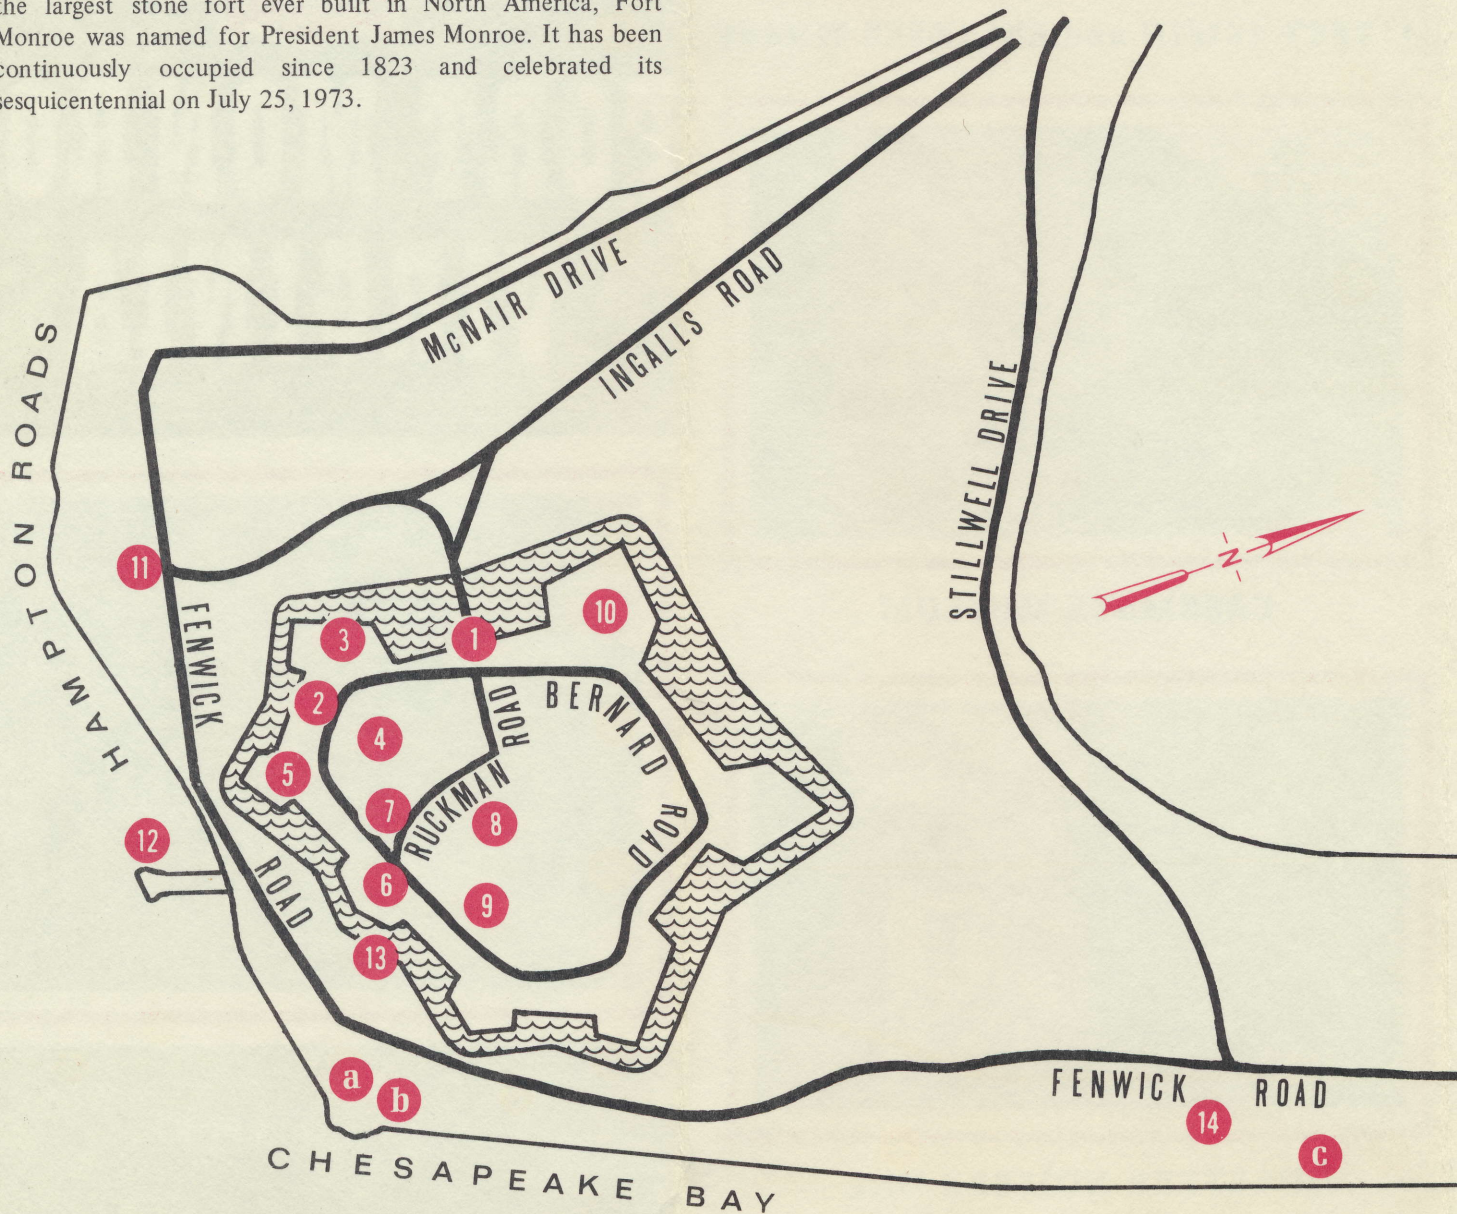 the largest stone fort ever built in North America, Fort
Monroe was named for President James Monroe. It has been
continuously occupied since 1823 and celebrated its
sesquicentennial on July 25, 1973.
McNAIR DRIVE
INGALLS ROAD
HAMPTON ROADS
STILLWELL DRIVE
N
11
FENWICK
ROAD
3
1
10
2
4
5
7
8
6
9
13
12
BERNARD
ROAD
RUCKMAN
ROAD
a
b
FENWICK ROAD
14
c
CHESAPEAKE BAY